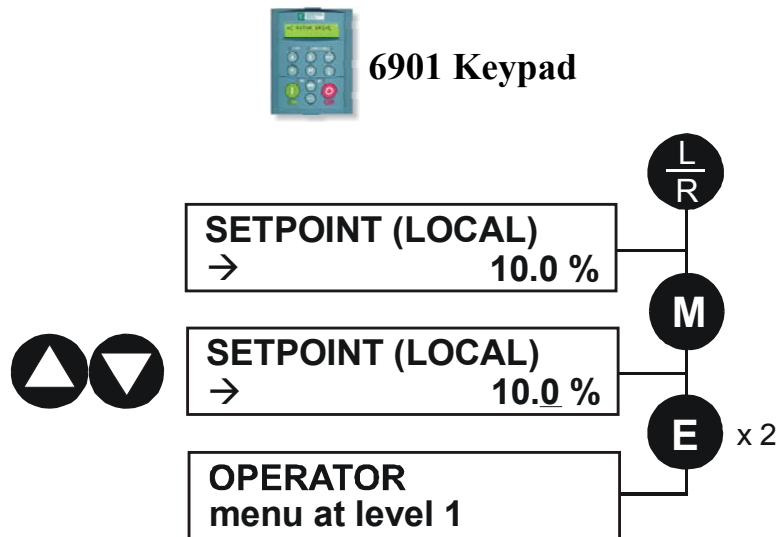 6901 Keypad
L
R
SETPOINT (LOCAL)
→ 10.0 %
M
SETPOINT (LOCAL)
→ 10.0 %
E x 2
OPERATOR
menu at level 1